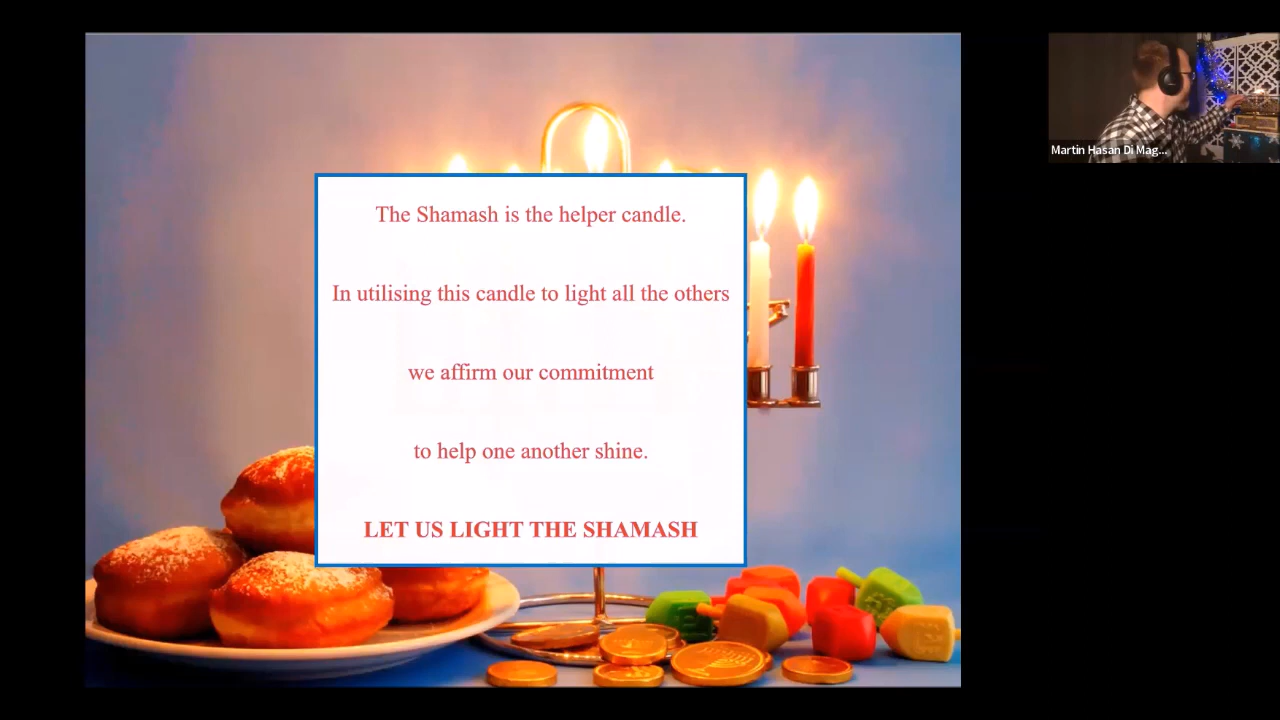 The Shamash is the helper candle.
In utilising this candle to light all the others
we affirm our commitment
to help one another shine.
LET US LIGHT THE SHAMASH
Martin Hasan Di Mag...